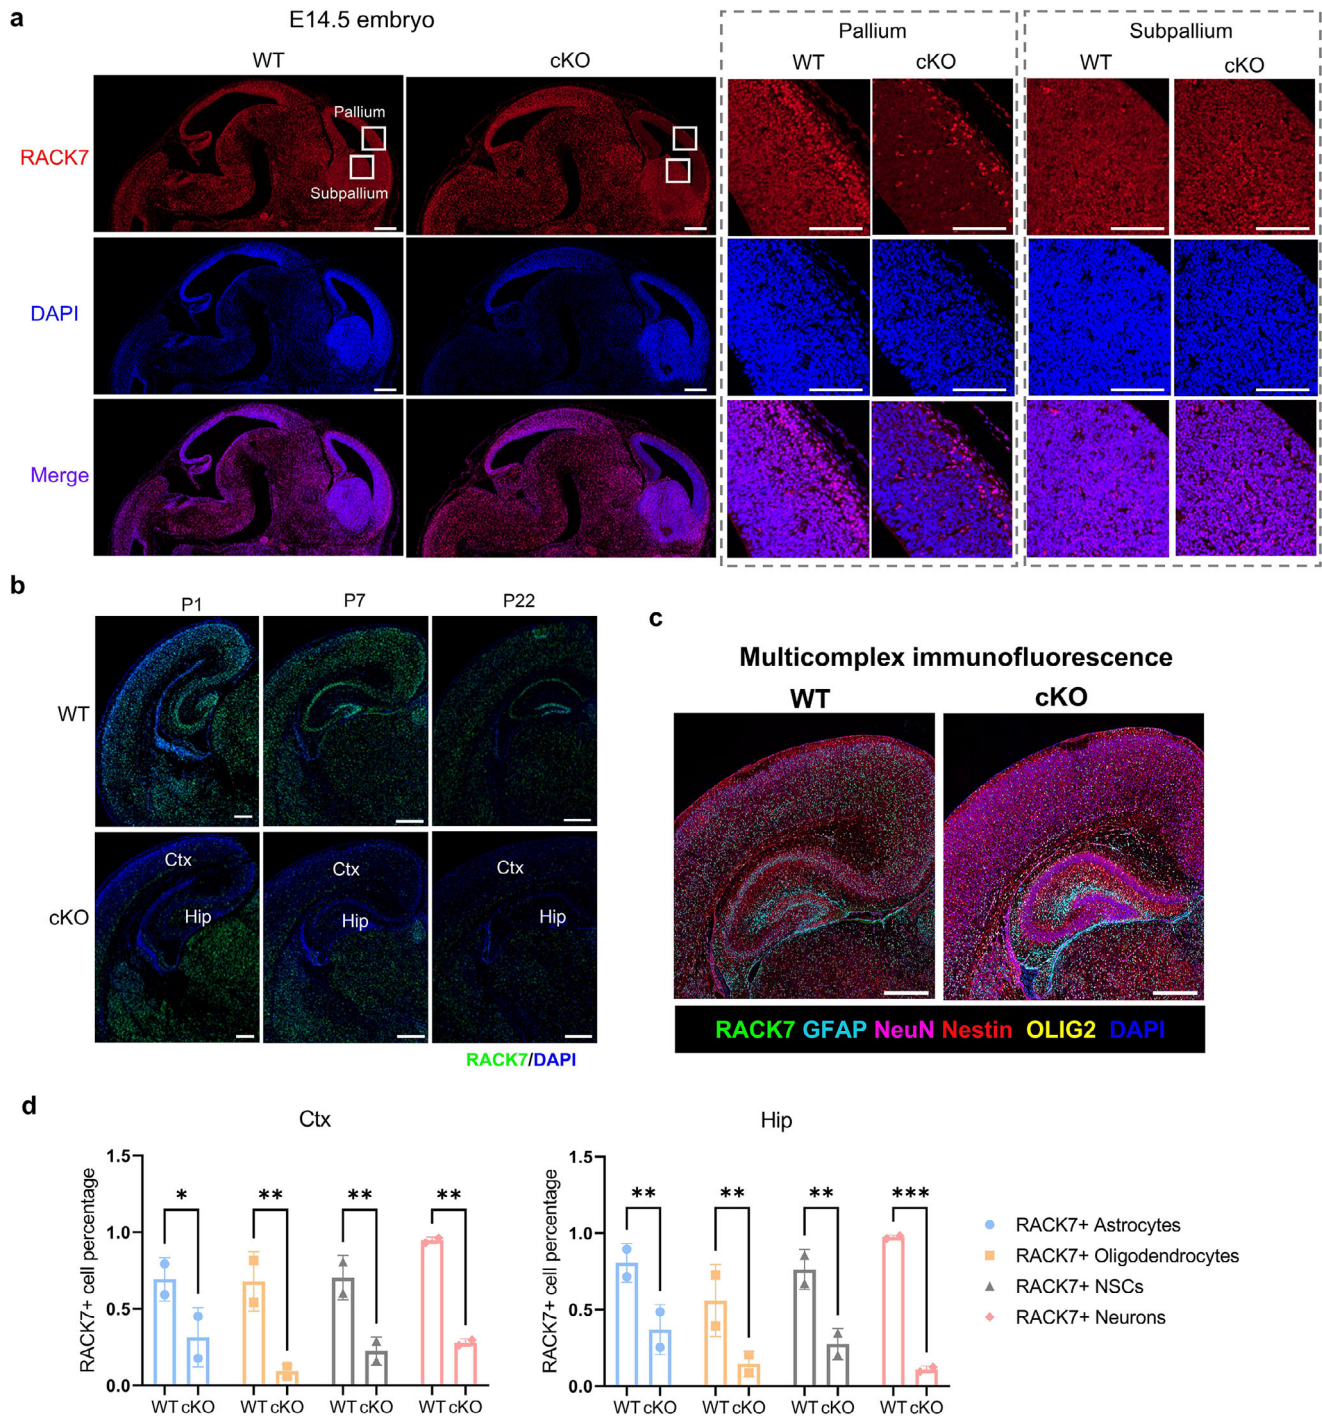 a
E14.5 embryo
WT
cKO
Pallium
WT
cKO
Subpallium
WT
cKO
RACK7
Pallium
Subpallium
DAPI
Merge
b
P1
P7
P22
WT
cKO
Ctx
Hip
Ctx
Hip
Ctx
Hip
RACK7/DAPI
c
Multicomplex immunofluorescence
WT
cKO
RACK7 GFAP NeuN Nestin OLIG2 DAPI
d
Ctx
RACK7+ cell percentage
1.5
1.0
0.5
0.0
*
**
**
**
WT cKO
WT cKO
WT cKO
WT cKO
Hip
RACK7+ cell percentage
1.5
1.0
0.5
0.0
**
**
**
***
WT cKO
WT cKO
WT cKO
WT cKO
RACK7+ Astrocytes
RACK7+ Oligodendrocytes
RACK7+ NSCs
RACK7+ Neurons